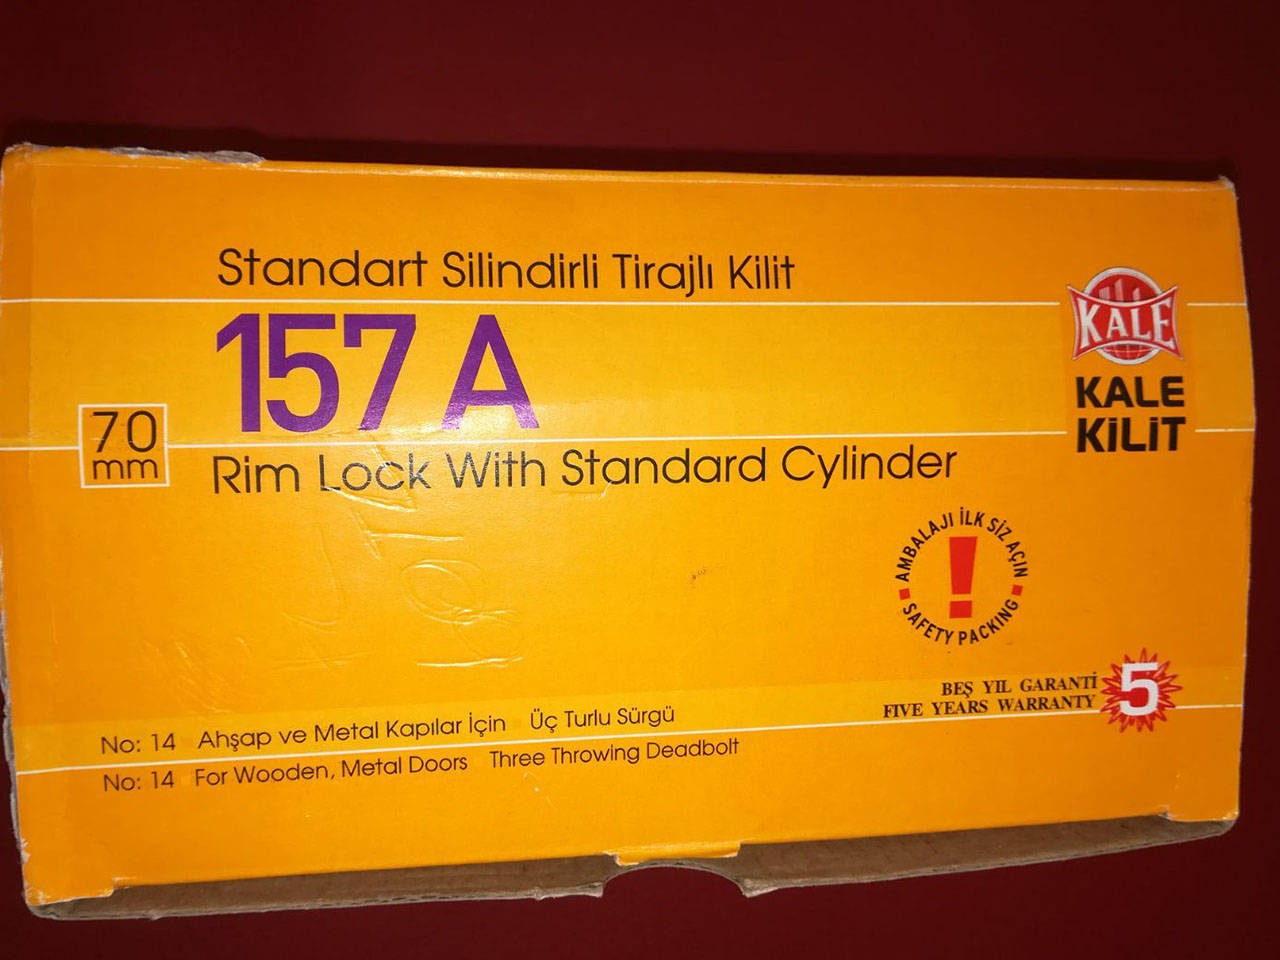 Standart Silindirli Tirajlı Kilit
157 A
70
mm
Rim Lock With Standard Cylinder
KALE
KALE
KiLiT
AMBALAJI İLK SİZ AÇIN
!
SAFETY PACKING
BEŞ YIL GARANTİ
FIVE YEARS WARRANTY
5
No: 14 Ahşap ve Metal Kapılar İçin Üç Turlu Sürgü
No: 14 For Wooden, Metal Doors Three Throwing Deadbolt